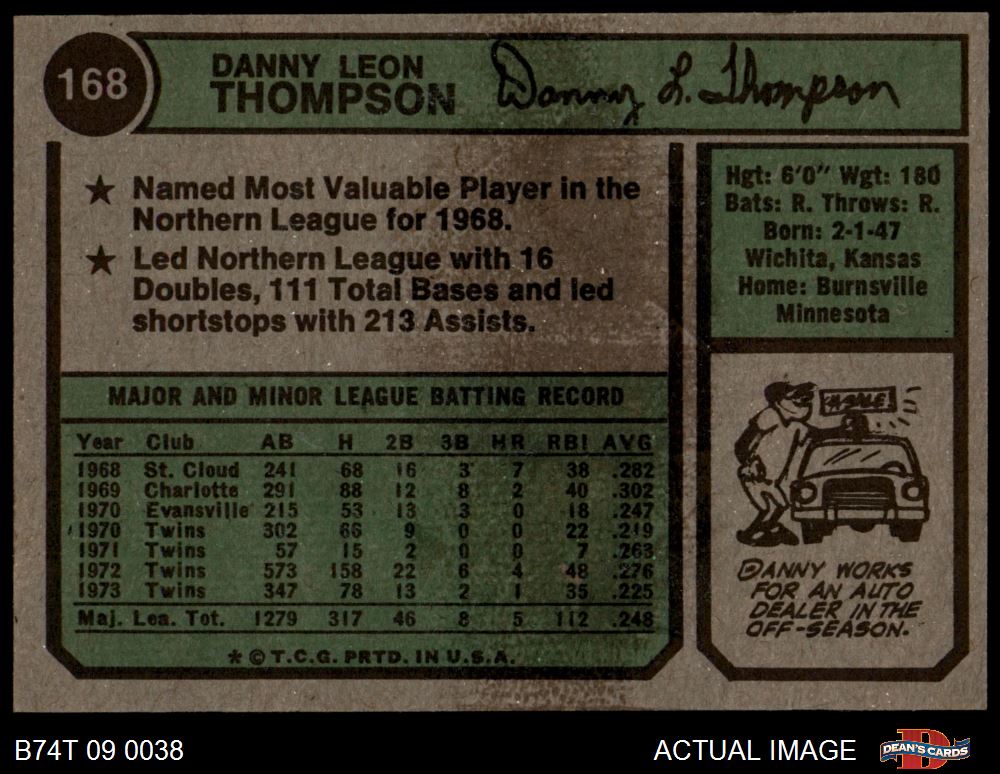 168
DANNY LEON
THOMPSON
Danny L. Thompson
★ Named Most Valuable Player in the
Northern League for 1968.
★ Led Northern League with 16
Doubles, 111 Total Bases and led
shortstops with 213 Assists.
Hgt: 6'0" Wgt: 180
Bats: R. Throws: R.
Born: 2-1-47
Wichita, Kansas
Home: Burnsville
Minnesota
MAJOR AND MINOR LEAGUE BATTING RECORD
Year Club AB H 2B 3B HR RBI AVG
1968 St. Cloud 241 68 16 3 7 38 .282
1969 Charlotte 291 88 12 8 2 40 .302
1970 Evansville 215 53 13 3 0 18 .247
1970 Twins 302 66 9 0 0 22 .219
1971 Twins 57 15 2 0 0 7 .263
1972 Twins 573 158 22 6 4 48 .276
1973 Twins 347 78 13 2 1 35 .225
Maj. Lea. Tot. 1279 317 46 8 5 112 .248
* © T.C.G. PRTD. IN U.S.A.
DANNY WORKS
FOR AN AUTO
DEALER IN THE
OFF-SEASON.
B74T 09 0038
ACTUAL IMAGE
DEAN'S CARDS